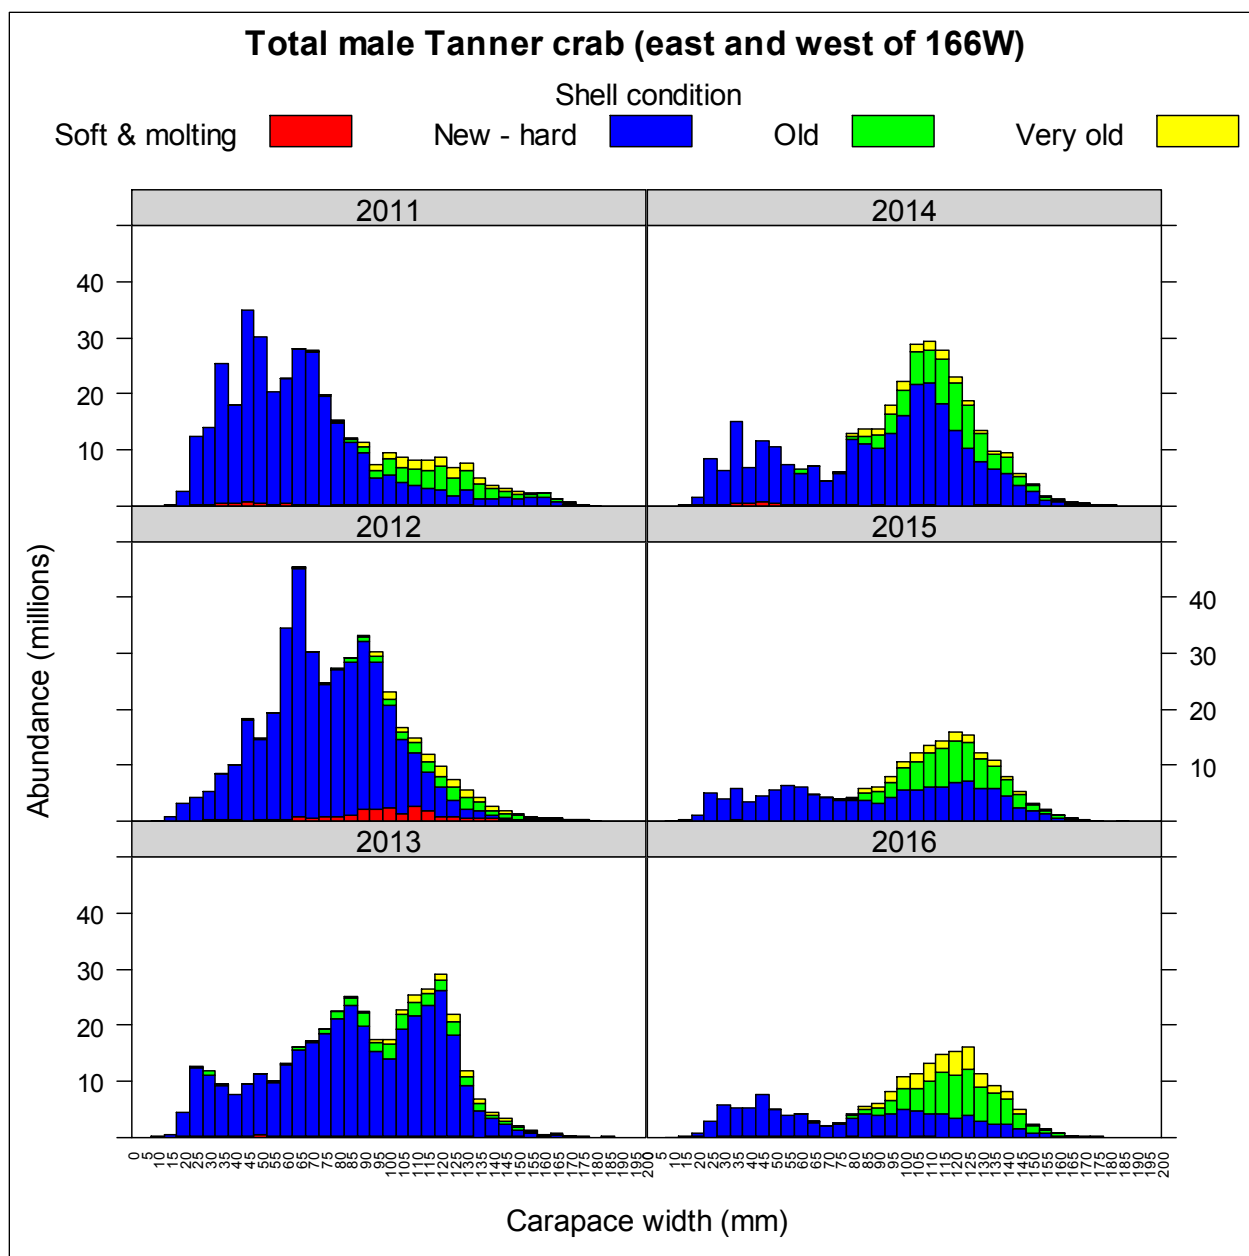 Total male Tanner crab (east and west of 166W)
Shell condition
Soft & molting New - hard Old Very old
2011 2014
40
30
20
10
2012 2015
40
30
20
10
2013 2016
40
30
20
10
Abundance (millions)
0 5 10 15 20 25 30 35 40 45 50 55 60 65 70 75 80 85 90 95 100 105 110 115 120 125 130 135 140 145 150 155 160 165 170 175 180 185 190 195 200
0 5 10 15 20 25 30 35 40 45 50 55 60 65 70 75 80 85 90 95 100 105 110 115 120 125 130 135 140 145 150 155 160 165 170 175 180 185 190 195 200
Carapace width (mm)